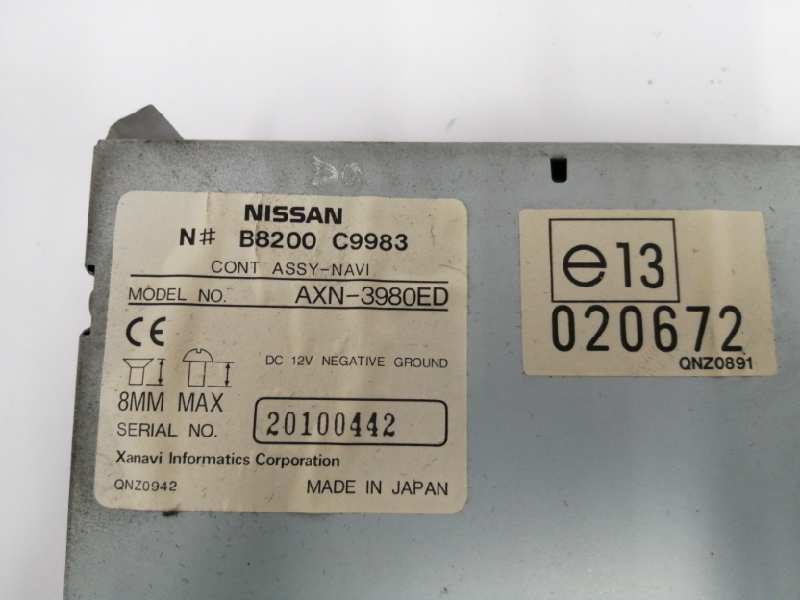 NISSAN
N# B8200 C9983
CONT ASSY-NAVI
MODEL NO. AXN-3980ED
CE
DC 12V NEGATIVE GROUND
8MM MAX
SERIAL NO. 20100442
Xanavi Informatics Corporation
QNZ0942 MADE IN JAPAN
e13
020672
QNZ0891